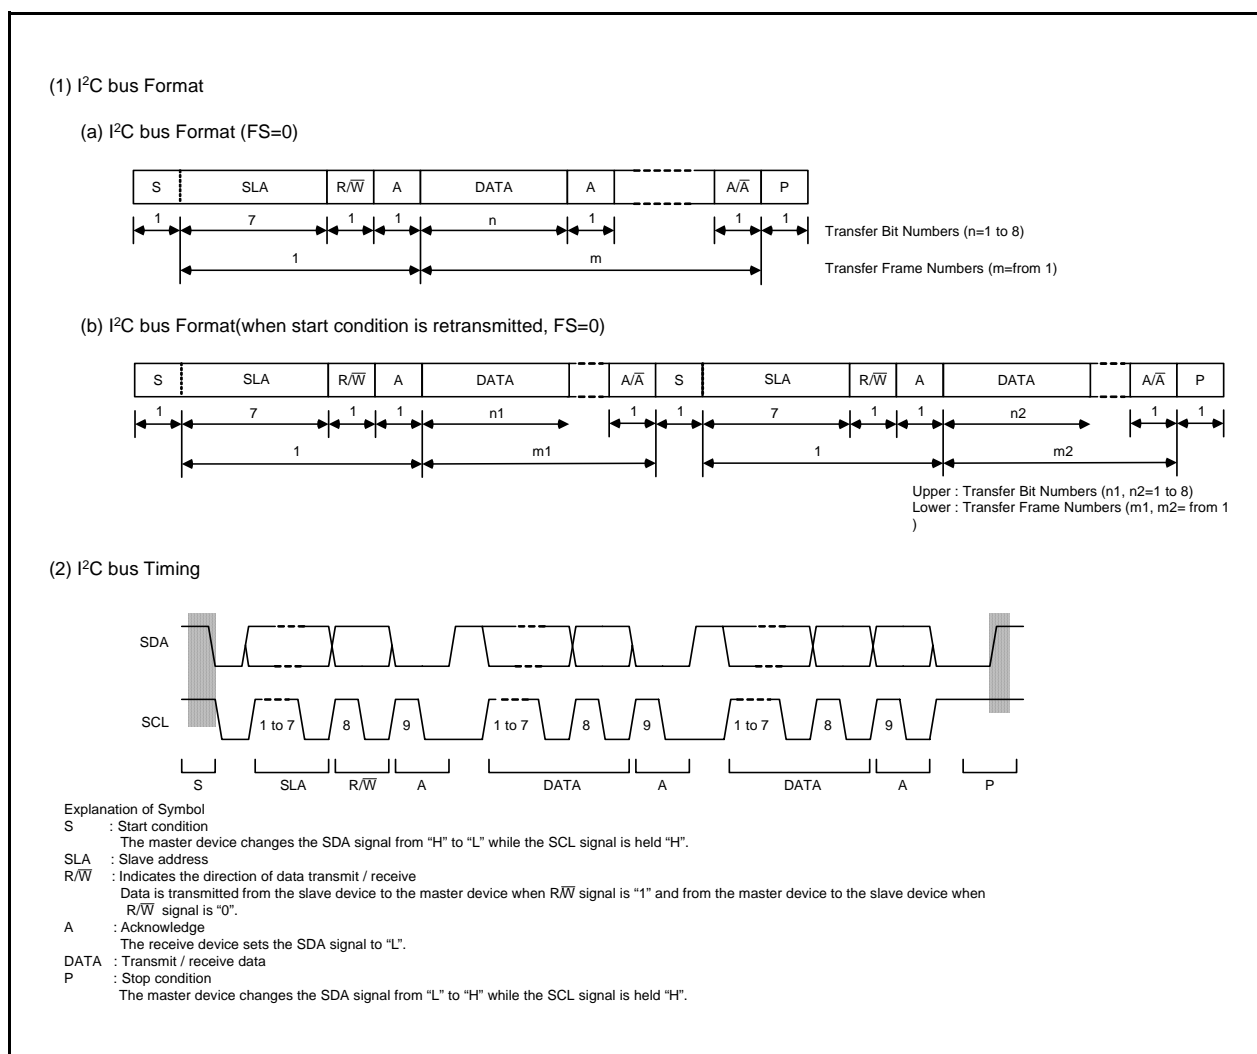 (1) I²C bus Format
(a) I²C bus Format (FS=0)
S SLA R/W̅ A DATA A A/A̅ P
1 7 1 1 n 1 1 1
Transfer Bit Numbers (n=1 to 8)
1 m
Transfer Frame Numbers (m=from 1)
(b) I²C bus Format(when start condition is retransmitted, FS=0)
S SLA R/W̅ A DATA A/A̅ S SLA R/W̅ A DATA A/A̅ P
1 7 1 1 n1 1 1 7 1 1 n2 1 1
1 m1 1 m2
Upper : Transfer Bit Numbers (n1, n2=1 to 8)
Lower : Transfer Frame Numbers (m1, m2= from 1
)
(2) I²C bus Timing
SDA
SCL
1 to 7 8 9 1 to 7 8 9 1 to 7 8 9
S SLA R/W̅ A DATA A DATA A P
Explanation of Symbol
S : Start condition
The master device changes the SDA signal from “H” to “L” while the SCL signal is held “H”.
SLA : Slave address
R/W̅ : Indicates the direction of data transmit / receive
Data is transmitted from the slave device to the master device when R/W̅ signal is “1” and from the master device to the slave device when
R/W̅ signal is “0”.
A : Acknowledge
The receive device sets the SDA signal to “L”.
DATA : Transmit / receive data
P : Stop condition
The master device changes the SDA signal from “L” to “H” while the SCL signal is held “H”.